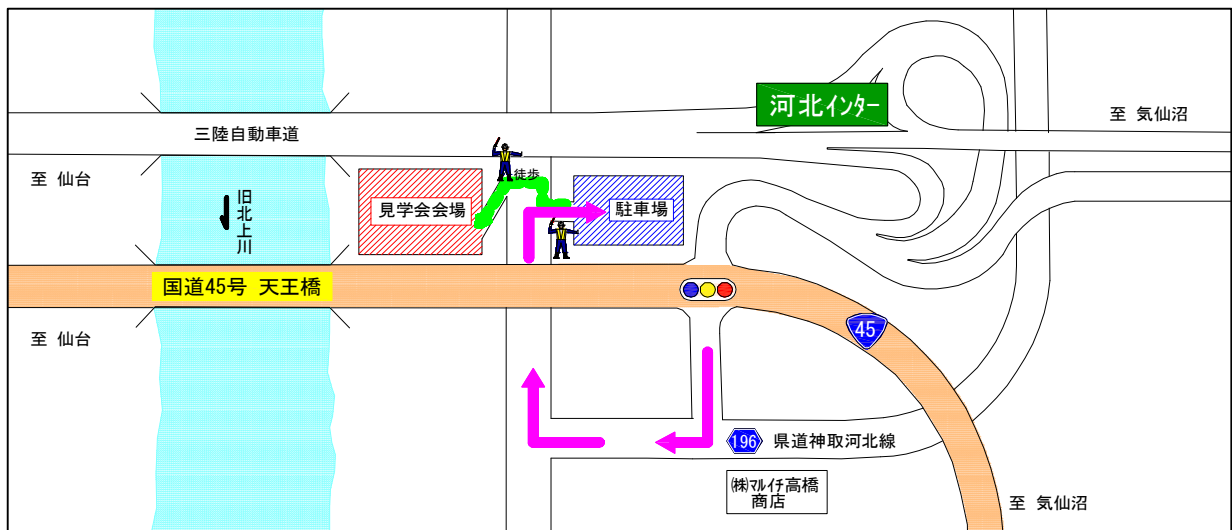 河北インター
至 気仙沼
三陸自動車道
至 仙台
徒歩
見学会会場
駐車場
旧北上川
国道45号 天王橋
45
至 仙台
196
県道神取河北線
㈱マルイチ高橋
商店
至 気仙沼